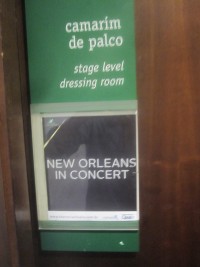 camarim
de palco
stage level
dressing room
NEW ORLEANS
IN CONCERT